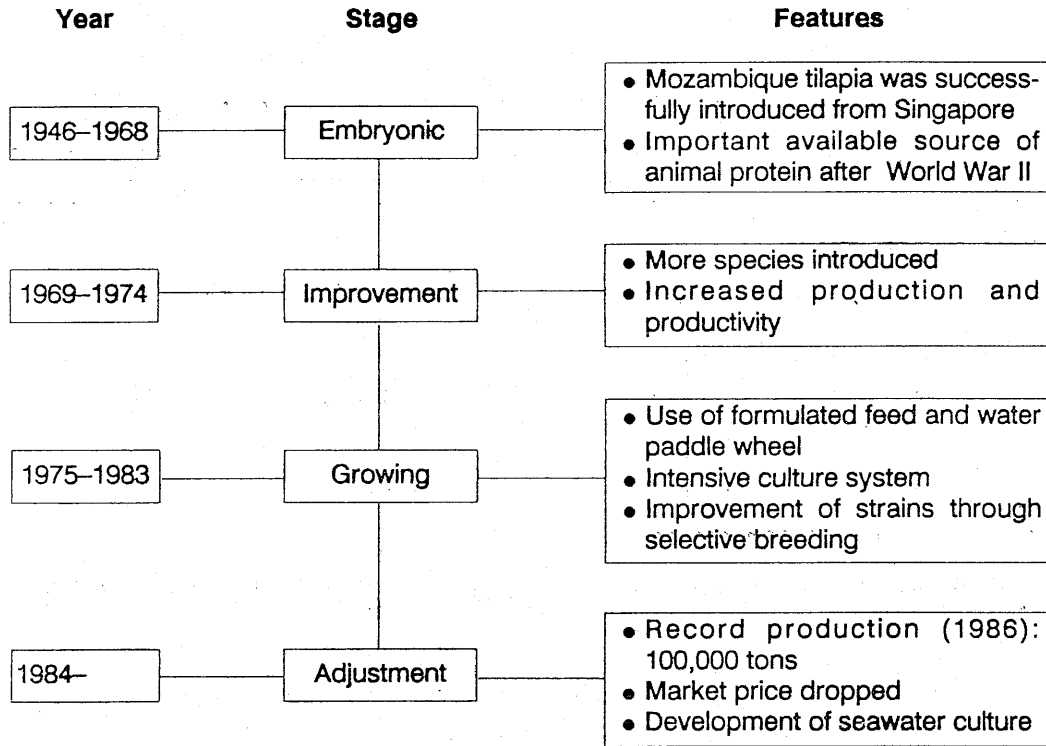 Year Stage Features
1946–1968 Embryonic
• Mozambique tilapia was success-
fully introduced from Singapore
• Important available source of
animal protein after World War II
1969–1974 Improvement
• More species introduced
• Increased production and
productivity
1975–1983 Growing
• Use of formulated feed and water
paddle wheel
• Intensive culture system
• Improvement of strains through
selective breeding
1984– Adjustment
• Record production (1986):
100,000 tons
• Market price dropped
• Development of seawater culture